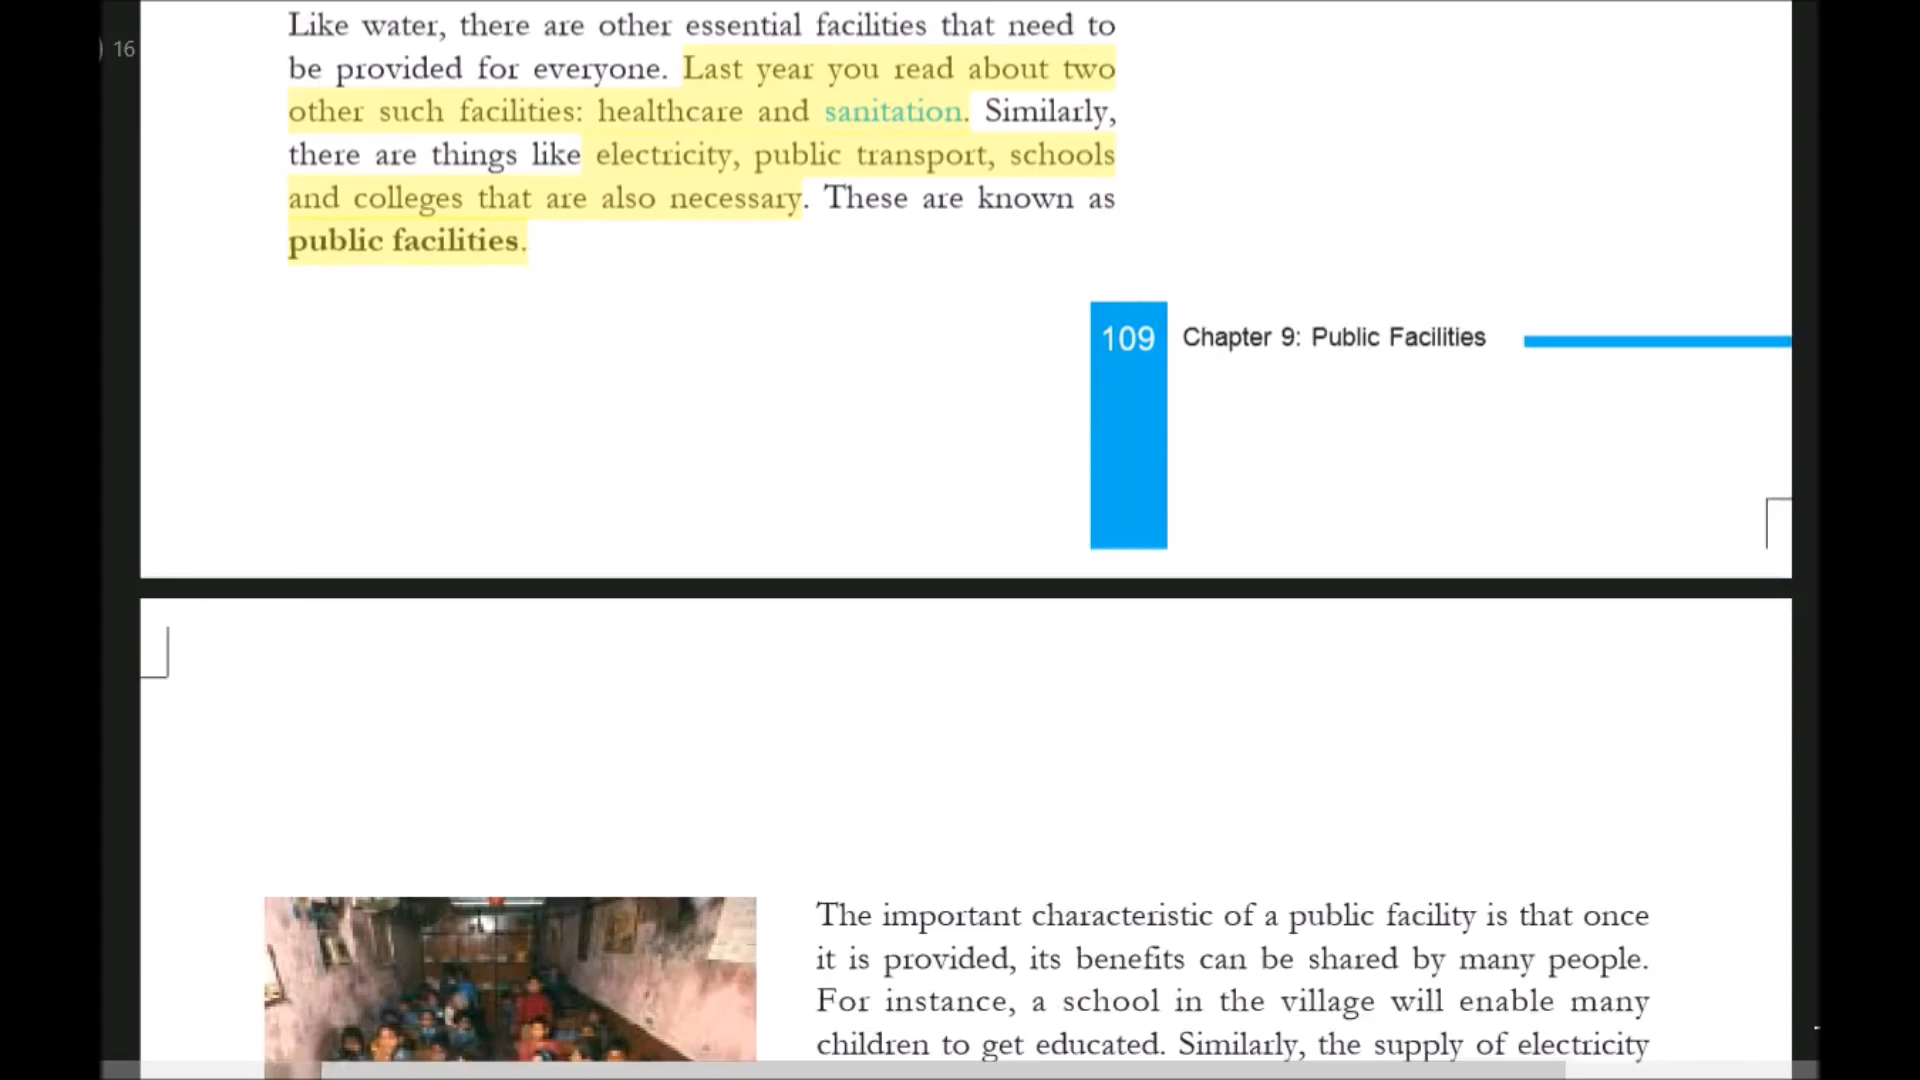 16
Like water, there are other essential facilities that need to
be provided for everyone. Last year you read about two
other such facilities: healthcare and sanitation. Similarly,
there are things like electricity, public transport, schools
and colleges that are also necessary. These are known as
public facilities.
109 Chapter 9: Public Facilities
The important characteristic of a public facility is that once
it is provided, its benefits can be shared by many people.
For instance, a school in the village will enable many
children to get educated. Similarly, the supply of electricity